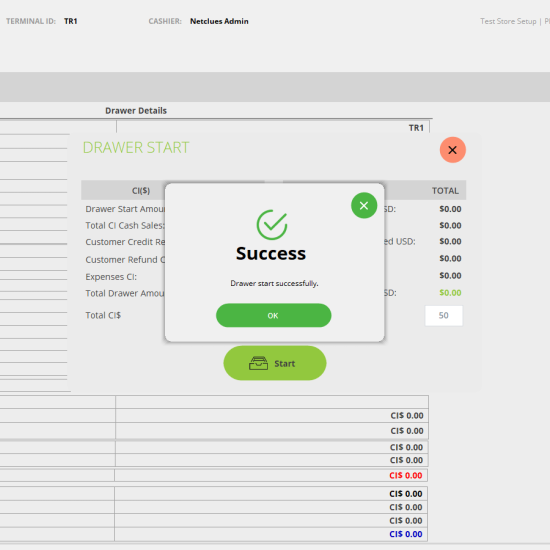 TERMINAL ID: TR1 CASHIER: Netclues Admin Test Store Setup |
Drawer Details
TR1
DRAWER START
CI($) TOTAL
Drawer Start Amou SD: $0.00
Total CI Cash Sales: $0.00
Customer Credit Re ed USD: $0.00
Customer Refund C $0.00
Expenses CI: $0.00
Total Drawer Amou SD: $0.00
Total CI$ 50
Success
Drawer start successfully.
OK
Start
CI$ 0.00
CI$ 0.00
CI$ 0.00
CI$ 0.00
CI$ 0.00
CI$ 0.00
CI$ 0.00
CI$ 0.00
CI$ 0.00